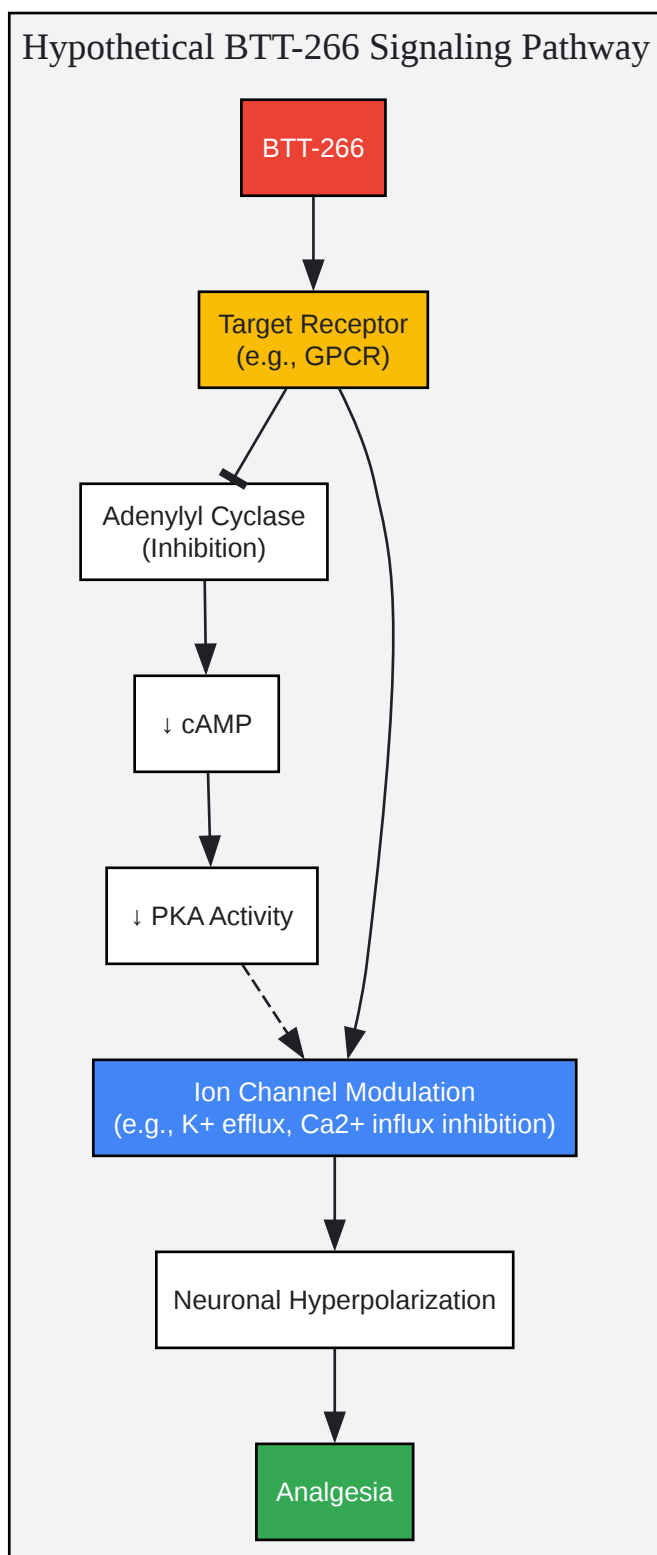 Hypothetical BTT-266 Signaling Pathway
BTT-266
Target Receptor
(e.g., GPCR)
Adenylyl Cyclase
(Inhibition)
↓ cAMP
↓ PKA Activity
Ion Channel Modulation
(e.g., K+ efflux, Ca2+ influx inhibition)
Neuronal Hyperpolarization
Analgesia